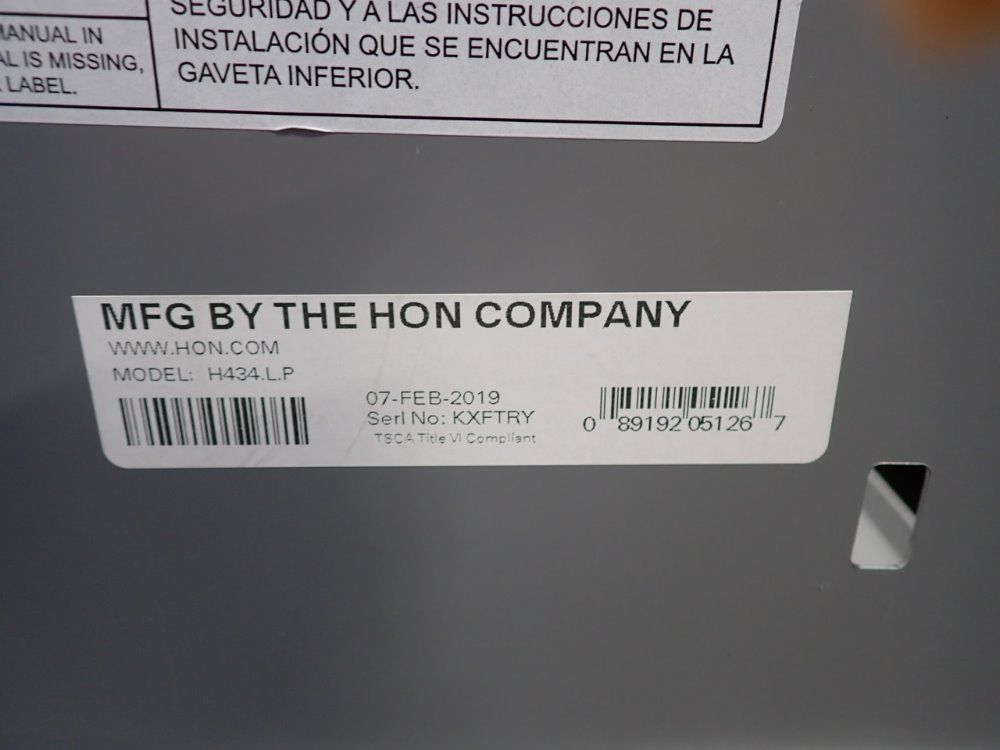 MANUAL IN
AL IS MISSING,
LABEL.
SEGURIDAD Y A LAS INSTRUCCIONES DE
INSTALACIÓN QUE SE ENCUENTRAN EN LA
GAVETA INFERIOR.
MFG BY THE HON COMPANY
WWW.HON.COM
MODEL: H434.L.P
07-FEB-2019
Serl No: KXFTRY
TSCA Title VI Compliant
0 89192 05126 7